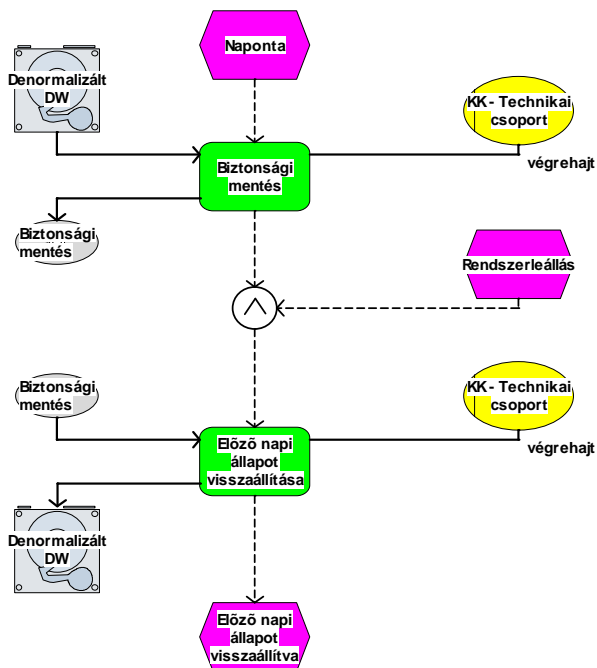 Naponta
Denormalizált
DW
KK - Technikai
csoport
végrehajt
Biztonsági
mentés
Biztonsági
mentés
Rendszerleállás
Biztonsági
mentés
KK - Technikai
csoport
végrehajt
Elõzõ napi
állapot
visszaállítása
Denormalizált
DW
Elõzõ napi
állapot
visszaállítva